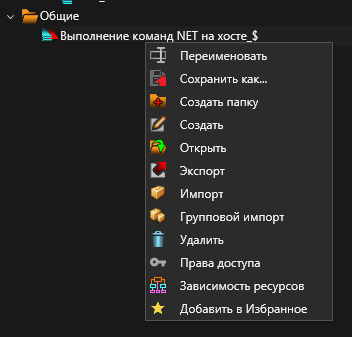 Общие
Выполнение команд NET на хосте_$
Переименовать
Сохранить как...
Создать папку
Создать
Открыть
Экспорт
Импорт
Групповой импорт
Удалить
Права доступа
Зависимость ресурсов
Добавить в Избранное